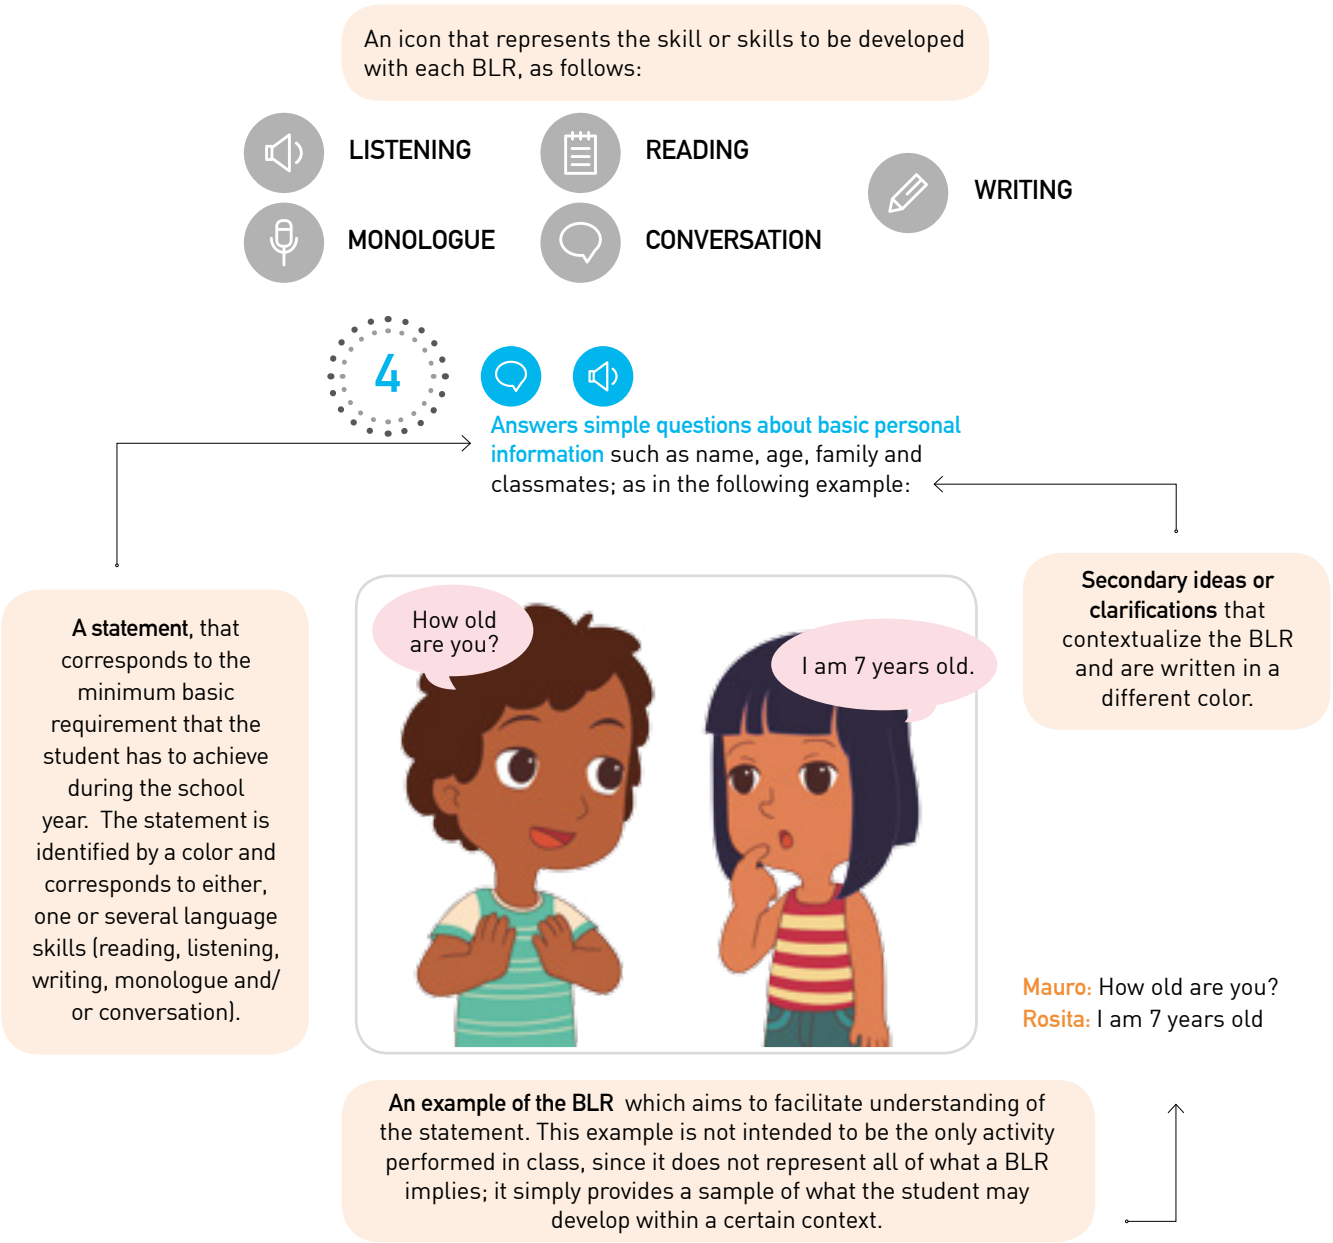 An icon that represents the skill or skills to be developed
with each BLR, as follows:
LISTENING
READING
WRITING
MONOLOGUE
CONVERSATION
4
Answers simple questions about basic personal
information such as name, age, family and
classmates; as in the following example:
A statement, that
corresponds to the
minimum basic
requirement that the
student has to achieve
during the school
year. The statement is
identified by a color and
corresponds to either,
one or several language
skills (reading, listening,
writing, monologue and/
or conversation).
How old
are you?
I am 7 years old.
Secondary ideas or
clarifications that
contextualize the BLR
and are written in a
different color.
Mauro: How old are you?
Rosita: I am 7 years old
An example of the BLR which aims to facilitate understanding of
the statement. This example is not intended to be the only activity
performed in class, since it does not represent all of what a BLR
implies; it simply provides a sample of what the student may
develop within a certain context.